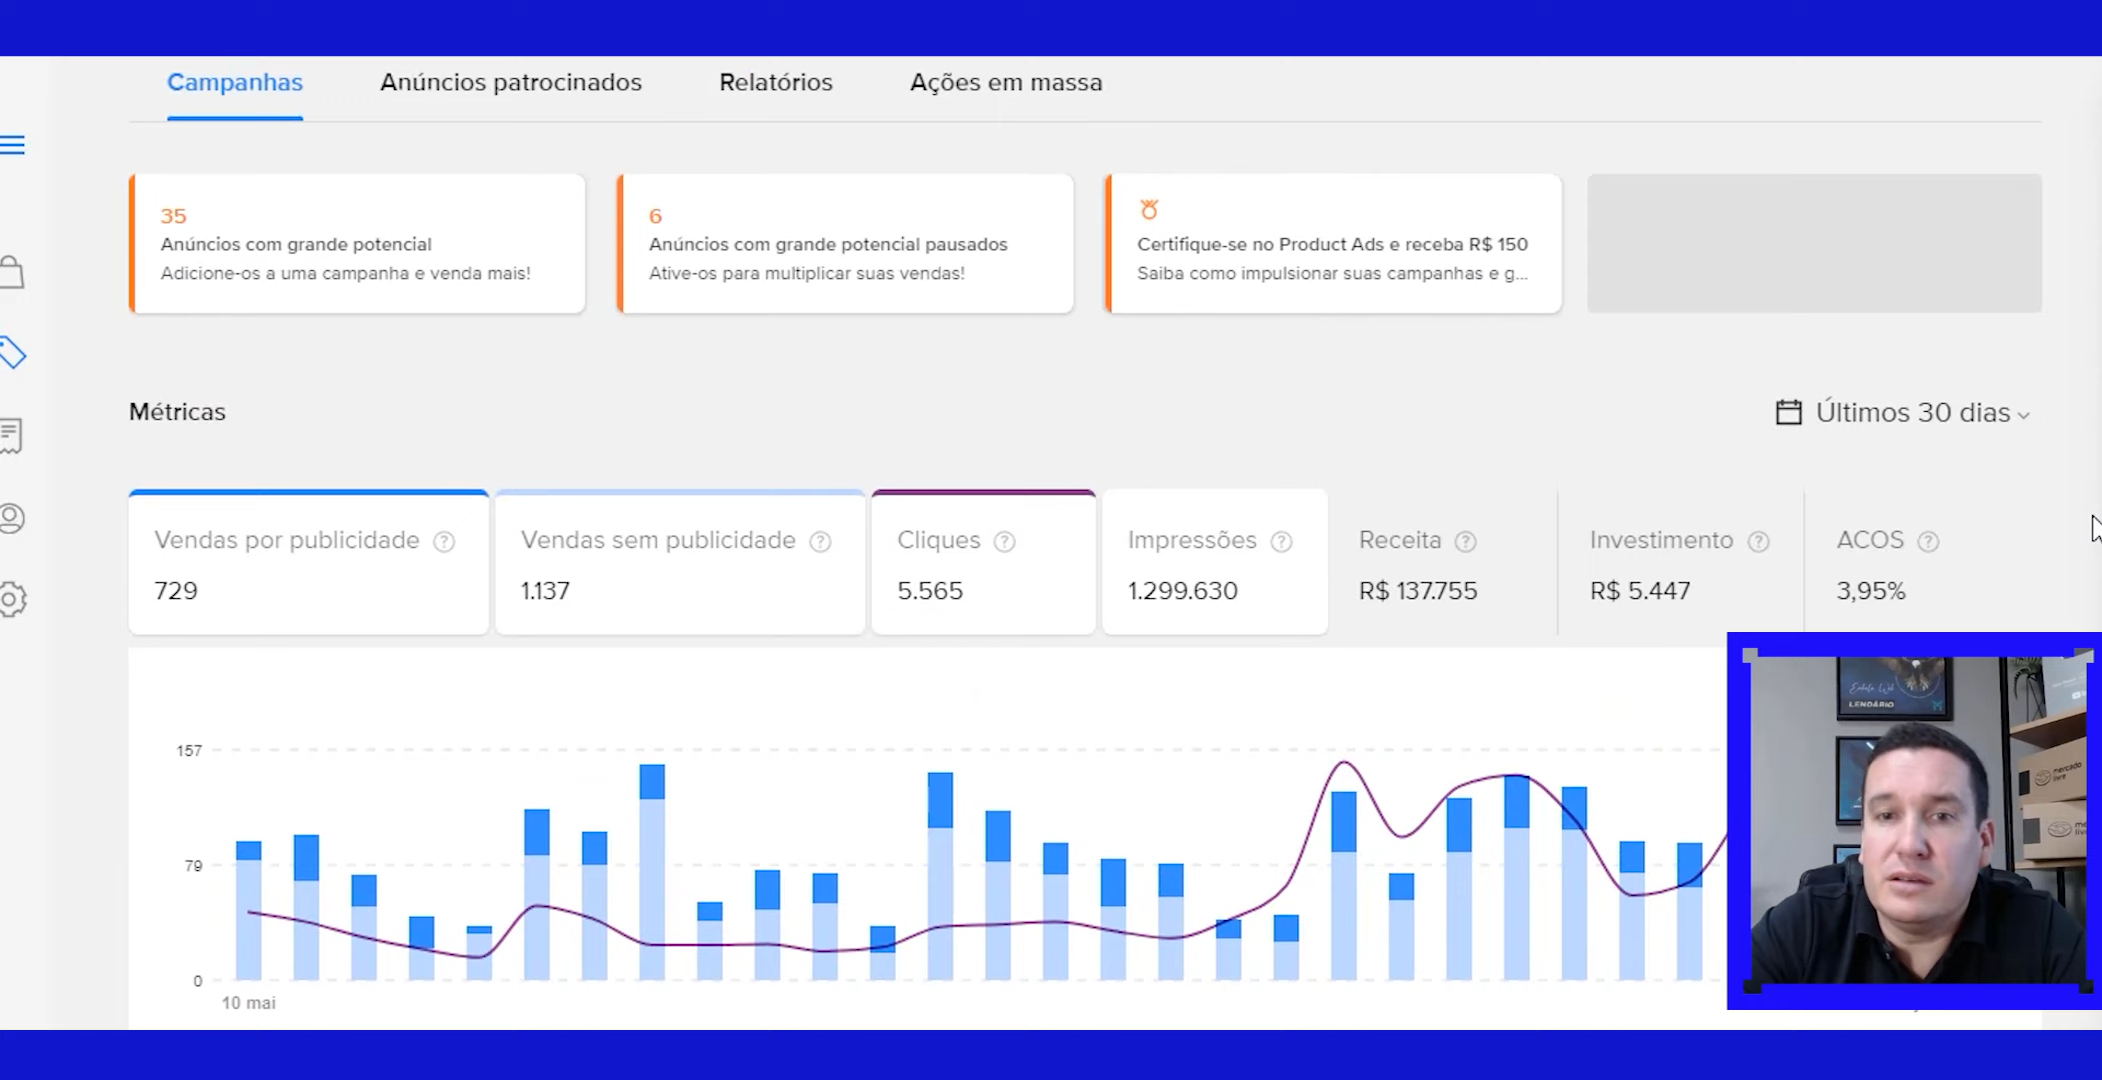 Campanhas
Anúncios patrocinados
Relatórios
Ações em massa
35
Anúncios com grande potencial
Adicione-os a uma campanha e venda mais!
6
Anúncios com grande potencial pausados
Ative-os para multiplicar suas vendas!
Certifique-se no Product Ads e receba R$ 150
Saiba como impulsionar suas campanhas e g...
Métricas
Últimos 30 dias
Vendas por publicidade
729
Vendas sem publicidade
1.137
Cliques
5.565
Impressões
1.299.630
Receita
R$ 137.755
Investimento
R$ 5.447
ACOS
3,95%
157
79
0
10 mai
LENDÁRIO
mercado
livre